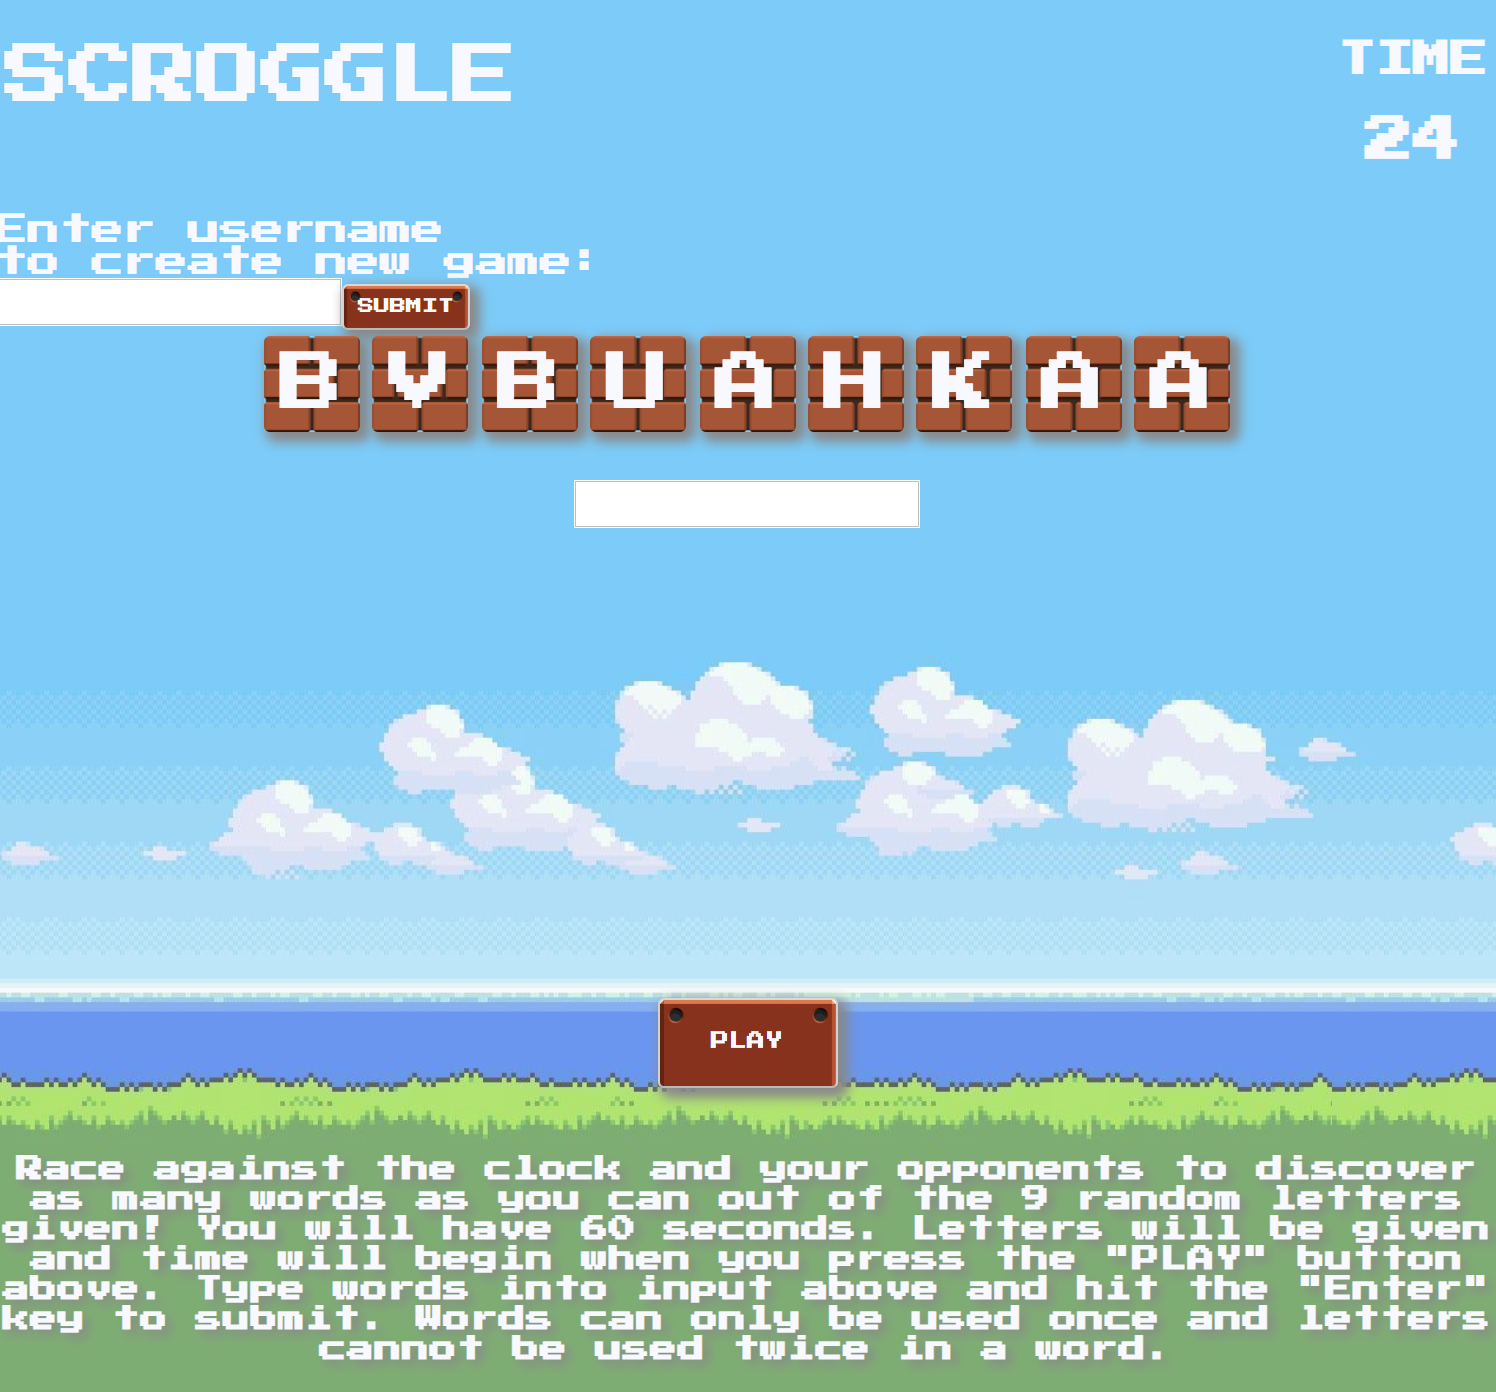 SCROGGLE
TIME
24
Enter username
to create new game:
SUBMIT
B V B U A H K A A
PLAY
Race against the clock and your opponents to discover
as many words as you can out of the 9 random letters
given! You will have 60 seconds. Letters will be given
and time will begin when you press the "PLAY" button
above. Type words into input above and hit the "Enter"
key to submit. Words can only be used once and letters
cannot be used twice in a word.